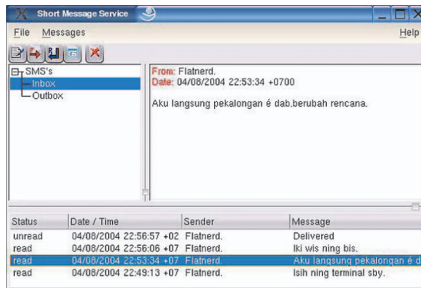 Short Message Service
File Messages Help
SMS's
Inbox
Outbox
From: Flatnerd.
Date: 04/08/2004 22:53:34 +0700
Aku langsung pekalongan é dab.berubah rencana.
Status Date / Time Sender Message
unread 04/08/2004 22:56:57 +02 Flatnerd. Delivered
read 04/08/2004 22:56:06 +07 Flatnerd. Iki wis ning bis.
read 04/08/2004 22:53:34 +07 Flatnerd. Aku langsung pekalongan é d
read 04/08/2004 22:49:13 +07 Flatnerd. Isih ning terminal sby.